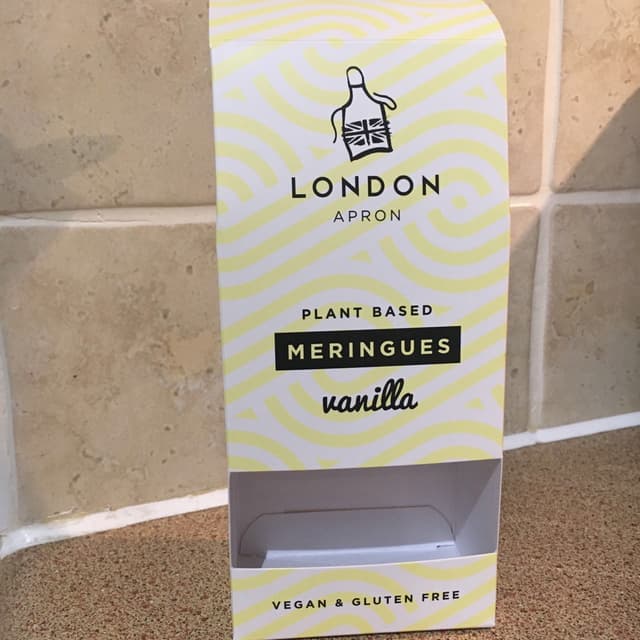 LONDON
APRON
PLANT BASED
MERINGUES
vanilla
VEGAN & GLUTEN FREE